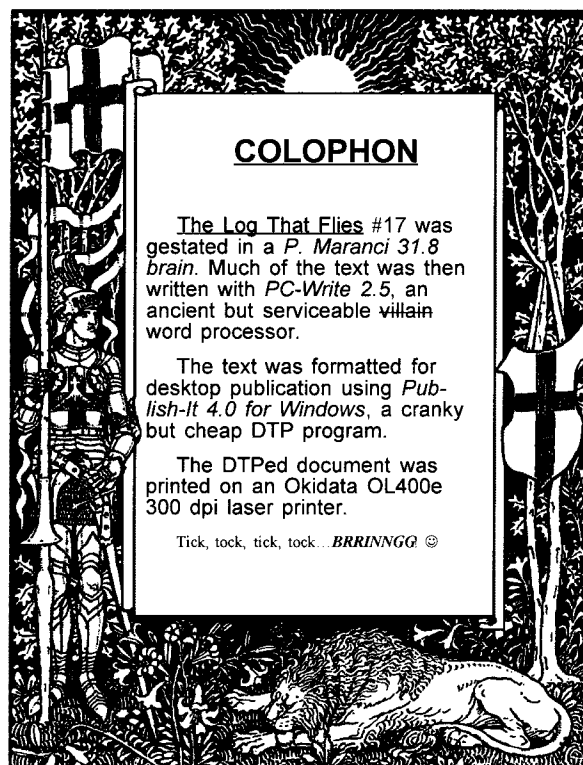 COLOPHON
The Log That Flies #17 was
gestated in a P. Maranci 31.8
brain. Much of the text was then
written with PC-Write 2.5, an
ancient but serviceable villain
word processor.
The text was formatted for
desktop publication using Pub-
lish-It 4.0 for Windows, a cranky
but cheap DTP program.
The DTPed document was
printed on an Okidata OL400e
300 dpi laser printer.
Tick, tock, tick, tock...BRRINNGG! ☺